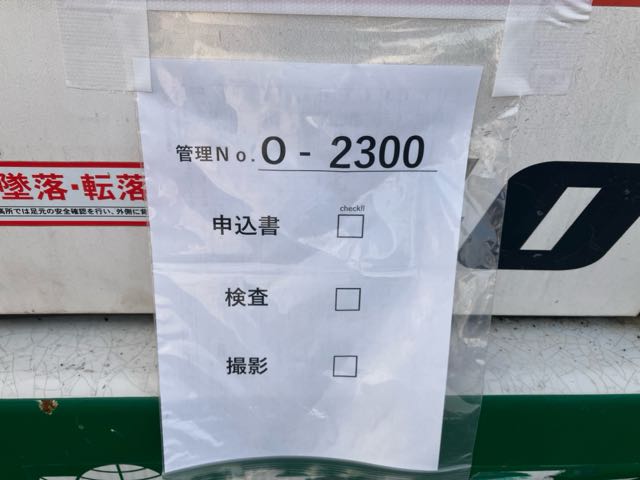 管理No. O - 2300
墜落・転落
check!!
申込書
検査
撮影